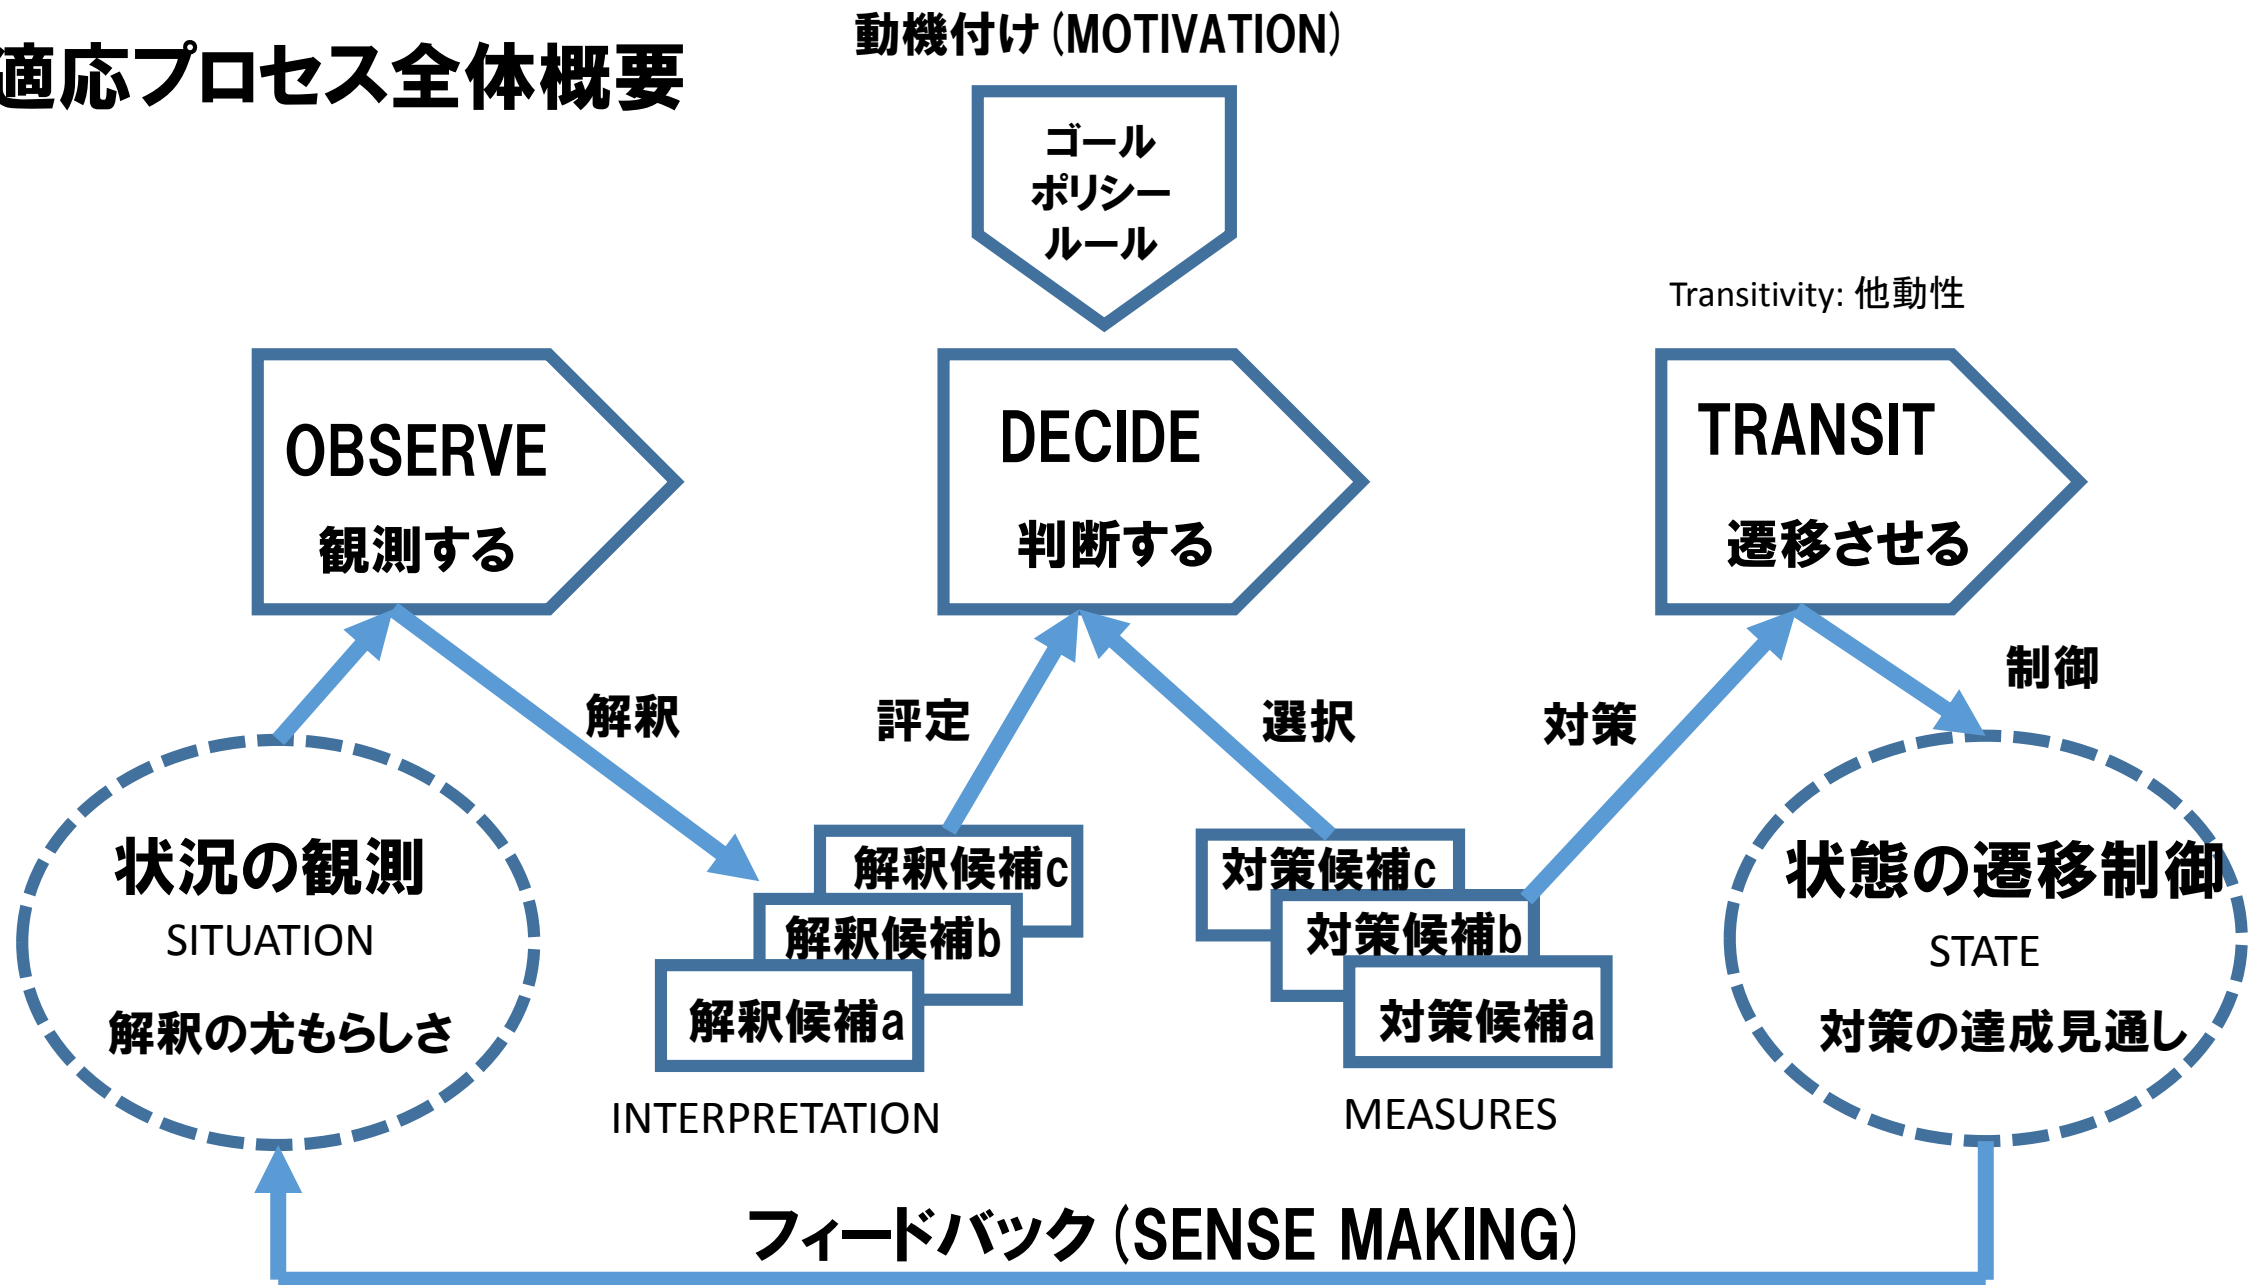 適応プロセス全体概要
動機付け(MOTIVATION)
ゴール
ポリシー
ルール
Transitivity: 他動性
OBSERVE
観測する
DECIDE
判断する
TRANSIT
遷移させる
解釈
評定
選択
対策
制御
状況の観測
SITUATION
解釈の尤もらしさ
解釈候補c
解釈候補b
解釈候補a
INTERPRETATION
対策候補c
対策候補b
対策候補a
MEASURES
状態の遷移制御
STATE
対策の達成見通し
フィードバック(SENSE MAKING)